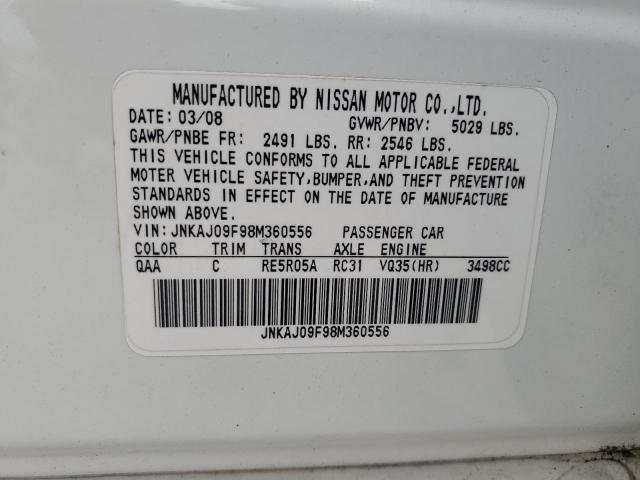 MANUFACTURED BY NISSAN MOTOR CO.,LTD.
DATE: 03/08 GVWR/PNBV: 5029 LBS.
GAWR/PNBE FR: 2491 LBS. RR: 2546 LBS.
THIS VEHICLE CONFORMS TO ALL APPLICABLE FEDERAL
MOTER VEHICLE SAFETY,BUMPER,AND THEFT PREVENTION
STANDARDS IN EFFECT ON THE DATE OF MANUFACTURE
SHOWN ABOVE.
VIN: JNKAJ09F98M360556 PASSENGER CAR
COLOR TRIM TRANS AXLE ENGINE
QAA C RE5R05A RC31 VQ35(HR) 3498CC
JNKAJ09F98M360556